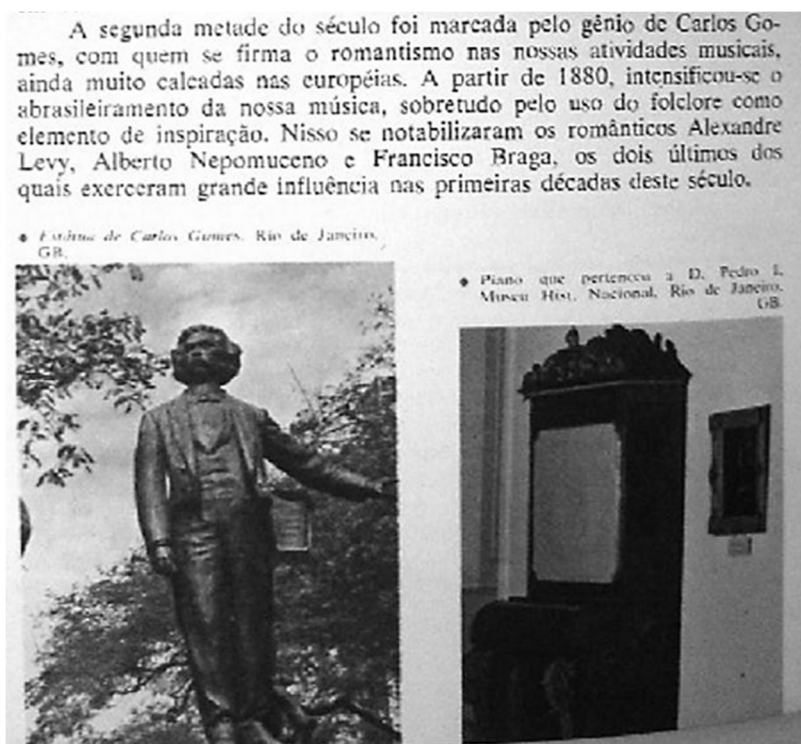 A segunda metade do século foi marcada pelo gênio de Carlos Go-
mes, com quem se firma o romantismo nas nossas atividades musicais,
ainda muito calcadas nas européias. A partir de 1880, intensificou-se o
abrasileiramento da nossa música, sobretudo pelo uso do folclore como
elemento de inspiração. Nisso se notabilizaram os românticos Alexandre
Levy, Alberto Nepomuceno e Francisco Braga, os dois últimos dos
quais exerceram grande influência nas primeiras décadas deste século.
♦ Estátua de Carlos Gomes. Rio de Janeiro,
GB.
♦ Piano que pertenceu a D. Pedro I.
Museu Hist. Nacional. Rio de Janeiro,
GB.